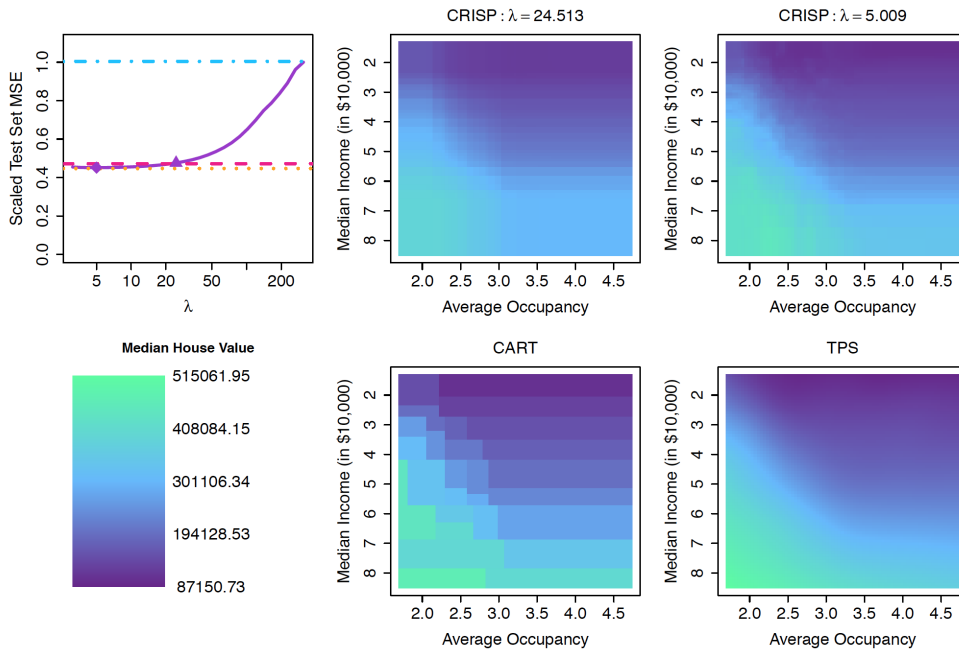 CRISP : λ = 24.513
CRISP : λ = 5.009
Scaled Test Set MSE
0.0 0.2 0.4 0.6 0.8 1.0
5 10 20 50 200
λ
Median Income (in $10,000)
2 3 4 5 6 7 8
2.0 2.5 3.0 3.5 4.0 4.5
Average Occupancy
Median Income (in $10,000)
2 3 4 5 6 7 8
2.0 2.5 3.0 3.5 4.0 4.5
Average Occupancy
Median House Value
515061.95
408084.15
301106.34
194128.53
87150.73
CART
Median Income (in $10,000)
2 3 4 5 6 7 8
2.0 2.5 3.0 3.5 4.0 4.5
Average Occupancy
TPS
Median Income (in $10,000)
2 3 4 5 6 7 8
2.0 2.5 3.0 3.5 4.0 4.5
Average Occupancy